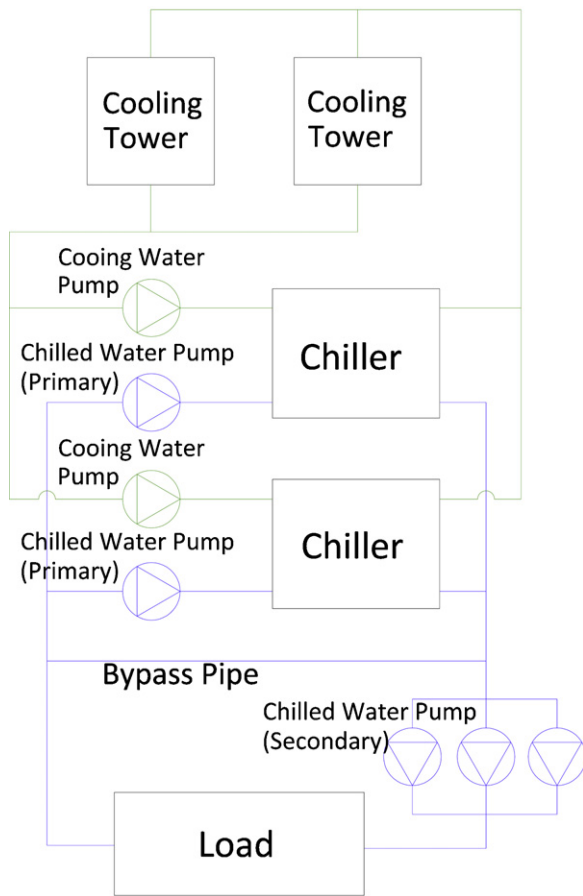 Cooling
Tower
Cooling
Tower
Cooing Water
Pump
Chiller
Chilled Water Pump
(Primary)
Cooing Water
Pump
Chiller
Chilled Water Pump
(Primary)
Bypass Pipe
Chilled Water Pump
(Secondary)
Load